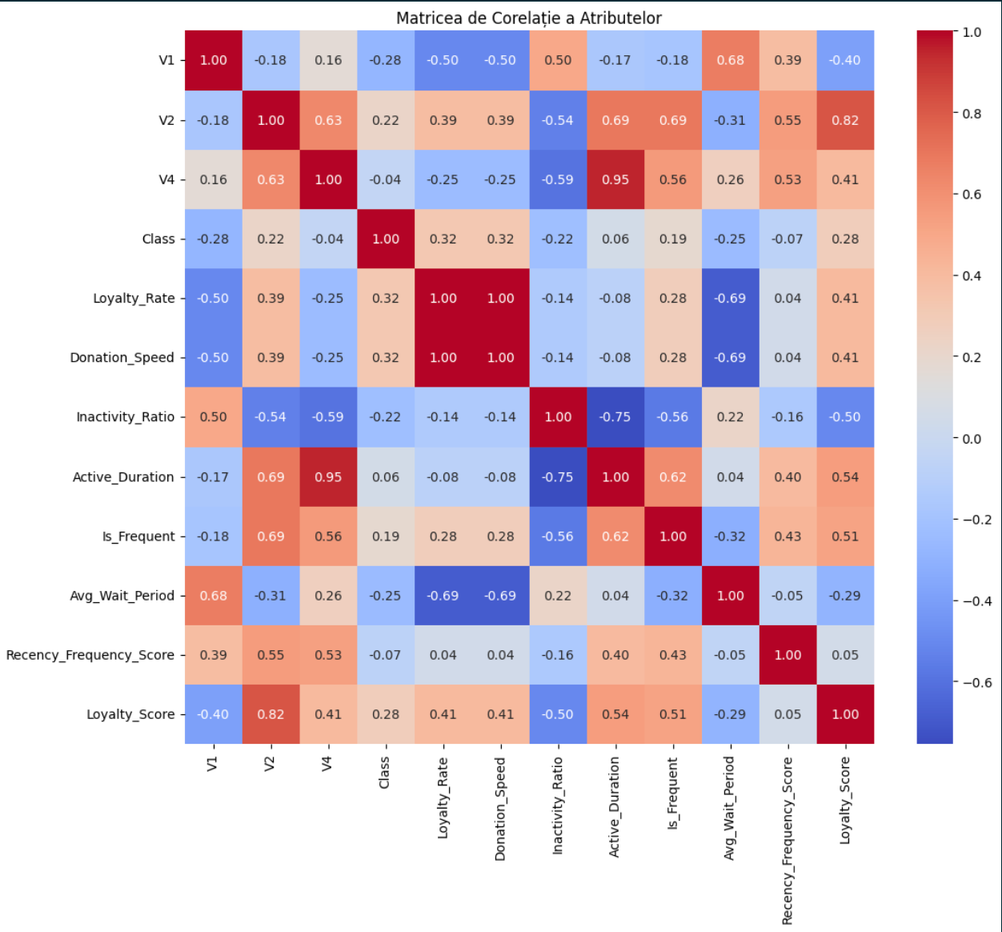 Matricea de Corelație a Atributelor
V1 1.00 -0.18 0.16 -0.28 -0.50 -0.50 0.50 -0.17 -0.18 0.68 0.39 -0.40
V2 -0.18 1.00 0.63 0.22 0.39 0.39 -0.54 0.69 0.69 -0.31 0.55 0.82
V4 0.16 0.63 1.00 -0.04 -0.25 -0.25 -0.59 0.95 0.56 0.26 0.53 0.41
Class -0.28 0.22 -0.04 1.00 0.32 0.32 -0.22 0.06 0.19 -0.25 -0.07 0.28
Loyalty_Rate -0.50 0.39 -0.25 0.32 1.00 1.00 -0.14 -0.08 0.28 -0.69 0.04 0.41
Donation_Speed -0.50 0.39 -0.25 0.32 1.00 1.00 -0.14 -0.08 0.28 -0.69 0.04 0.41
Inactivity_Ratio 0.50 -0.54 -0.59 -0.22 -0.14 -0.14 1.00 -0.75 -0.56 0.22 -0.16 -0.50
Active_Duration -0.17 0.69 0.95 0.06 -0.08 -0.08 -0.75 1.00 0.62 0.04 0.40 0.54
Is_Frequent -0.18 0.69 0.56 0.19 0.28 0.28 -0.56 0.62 1.00 -0.32 0.43 0.51
Avg_Wait_Period 0.68 -0.31 0.26 -0.25 -0.69 -0.69 0.22 0.04 -0.32 1.00 -0.05 -0.29
Recency_Frequency_Score 0.39 0.55 0.53 -0.07 0.04 0.04 -0.16 0.40 0.43 -0.05 1.00 0.05
Loyalty_Score -0.40 0.82 0.41 0.28 0.41 0.41 -0.50 0.54 0.51 -0.29 0.05 1.00
V1
V2
V4
Class
Loyalty_Rate
Donation_Speed
Inactivity_Ratio
Active_Duration
Is_Frequent
Avg_Wait_Period
Recency_Frequency_Score
Loyalty_Score
1.0
0.8
0.6
0.4
0.2
0.0
−0.2
−0.4
−0.6